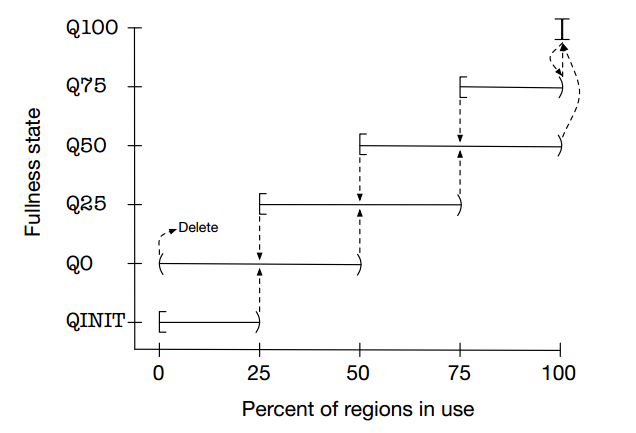 Q100
Q75
Q50
Q25
Delete
Q0
QINIT
Fullness state
0 25 50 75 100
Percent of regions in use